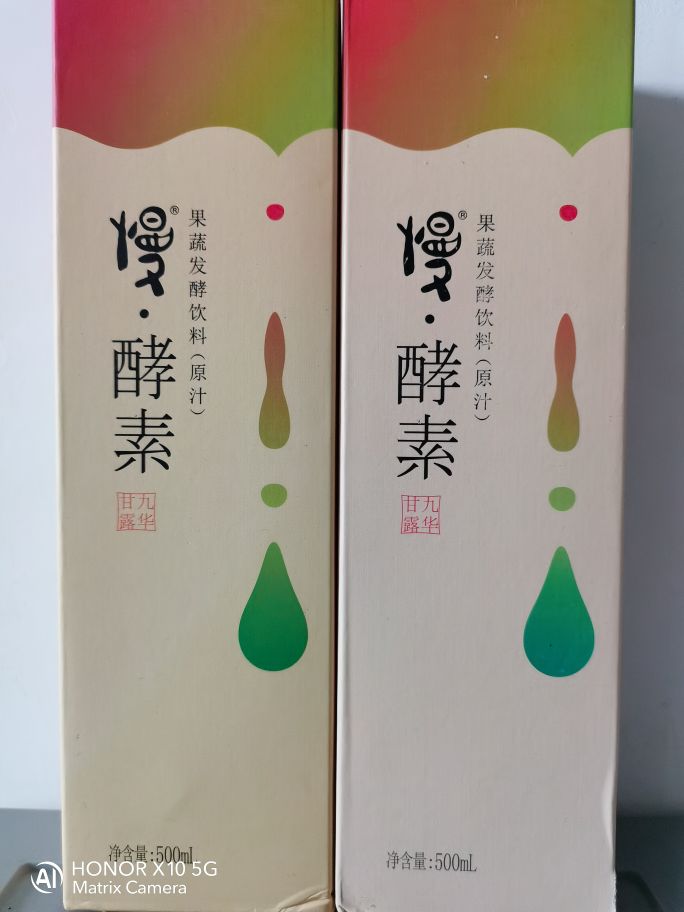 慢®·酵素
果蔬发酵饮料（原汁）
九华
甘露
净含量:500mL
慢®·酵素
果蔬发酵饮料（原汁）
九华
甘露
净含量:500mL
HONOR X10 5G
Matrix Camera